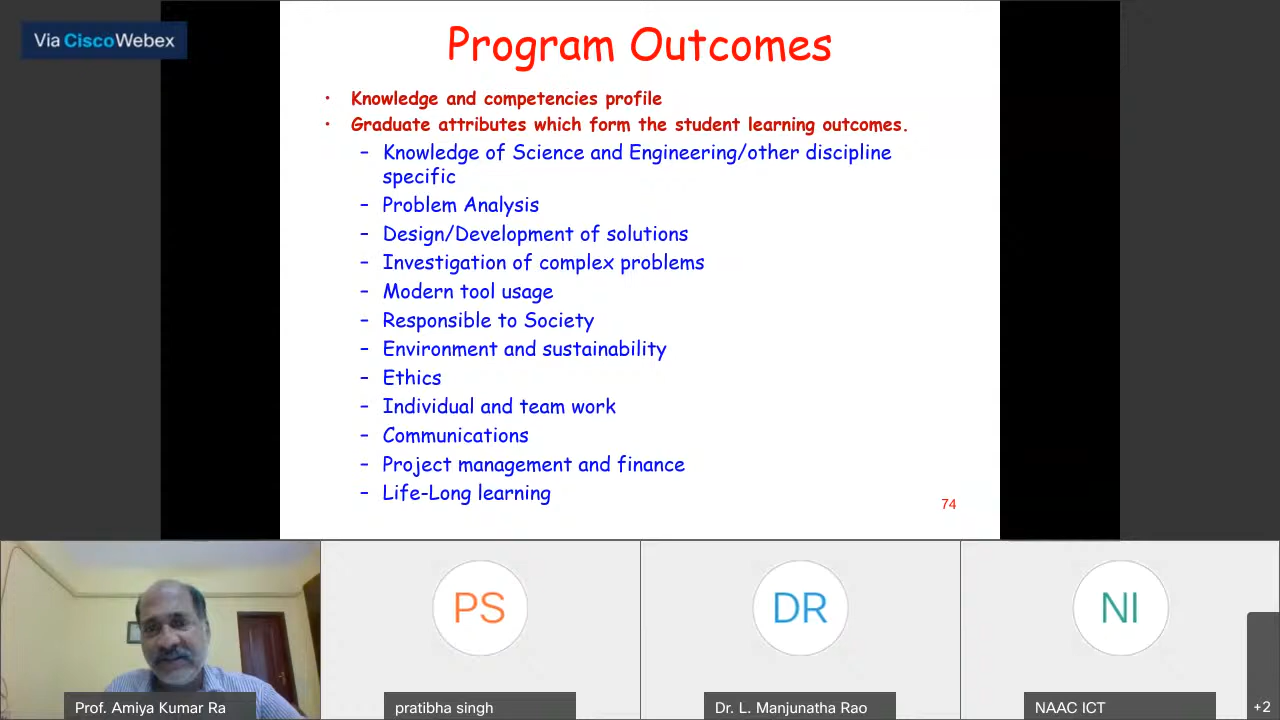 Via Cisco Webex
Program Outcomes
• Knowledge and competencies profile
• Graduate attributes which form the student learning outcomes.
– Knowledge of Science and Engineering/other discipline
specific
– Problem Analysis
– Design/Development of solutions
– Investigation of complex problems
– Modern tool usage
– Responsible to Society
– Environment and sustainability
– Ethics
– Individual and team work
– Communications
– Project management and finance
– Life-Long learning
74
PS
DR
NI
Prof. Amiya Kumar Ra
pratibha singh
Dr. L. Manjunatha Rao
NAAC ICT
+2